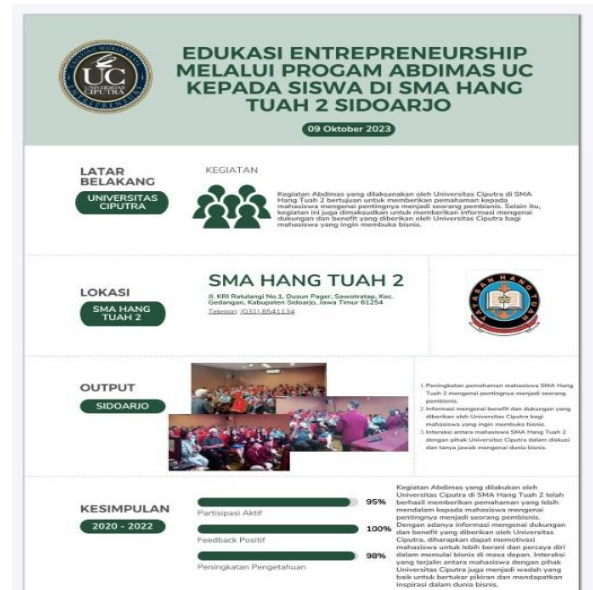 EDUKASI ENTREPRENEURSHIP
MELALUI PROGAM ABDIMAS UC
KEPADA SISWA DI SMA HANG
TUAH 2 SIDOARJO
09 Oktober 2023
UC
UNIVERSITAS
CIPUTRA
LATAR
BELAKANG
UNIVERSITAS
CIPUTRA
KEGIATAN
Kegiatan Abdimas yang dilaksanakan oleh Universitas Ciputra di SMA
Hang Tuah 2 bertujuan untuk memberikan pemahaman kepada
mahasiswa mengenai pentingnya menjadi seorang pembisnis. Selain itu,
kegiatan ini juga dimaksudkan untuk memberikan informasi mengenai
dukungan dan benefit yang diberikan oleh Universitas Ciputra bagi
mahasiswa yang ingin membuka bisnis.
LOKASI
SMA HANG
TUAH 2
SMA HANG TUAH 2
Jl. KRI Ratulangi No.1, Dusun Pager, Sawotratap, Kec.
Gedangan, Kabupaten Sidoarjo, Jawa Timur 61254
Telepon: (031) 8541134
YAYASAN HANG TUAH
OUTPUT
SIDOARJO
1. Peningkatan pemahaman mahasiswa SMA Hang
Tuah 2 mengenai pentingnya menjadi seorang
pembisnis.
2. Informasi mengenai benefit dan dukungan yang
diberikan oleh Universitas Ciputra bagi
mahasiswa yang ingin membuka bisnis.
3. Interaksi antara mahasiswa SMA Hang Tuah 2
dengan pihak Universitas Ciputra dalam diskusi
dan tanya jawab mengenai dunia bisnis.
KESIMPULAN
2020 - 2022
95%
Partisipasi Aktif
100%
Feedback Positif
98%
Peningkatan Pengetahuan
Kegiatan Abdimas yang dilakukan oleh
Universitas Ciputra di SMA Hang Tuah 2 telah
berhasil memberikan pemahaman yang lebih
mendalam kepada mahasiswa mengenai
pentingnya menjadi seorang pembisnis.
Dengan adanya informasi mengenai dukungan
dan benefit yang diberikan oleh Universitas
Ciputra, diharapkan dapat memotivasi
mahasiswa untuk lebih berani dan percaya diri
dalam memulai bisnis di masa depan. Interaksi
yang terjalin antara mahasiswa dengan pihak
Universitas Ciputra juga menjadi wadah yang
baik untuk bertukar pikiran dan mendapatkan
inspirasi dalam dunia bisnis.